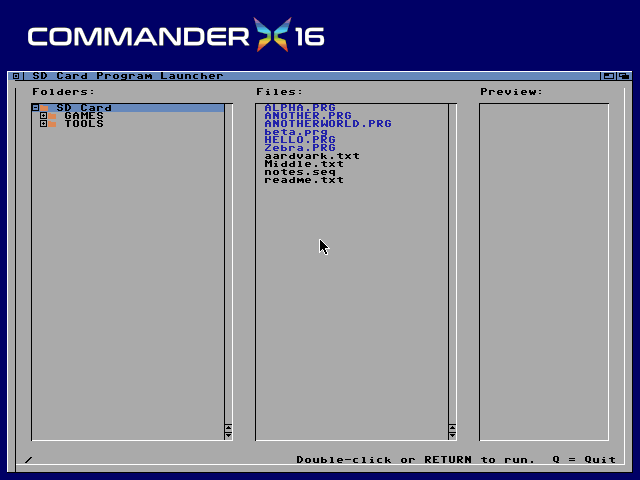 COMMANDER X 16
SD Card Program Launcher
Folders:
SD Card
GAMES
TOOLS
Files:
ALPHA.PRG
ANOTHER.PRG
ANOTHERWORLD.PRG
beta.prg
HELLO.PRG
Zebra.PRG
aardvark.txt
Middle.txt
notes.seq
readme.txt
Preview:
/
Double-click or RETURN to run. Q = Quit